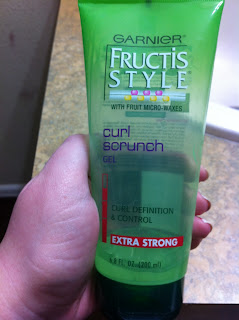 GARNIER
FRUCTIS
STYLE
WITH FRUIT MICRO-WAXES
curl
scrunch
GEL
CURL DEFINITION
& CONTROL
EXTRA STRONG